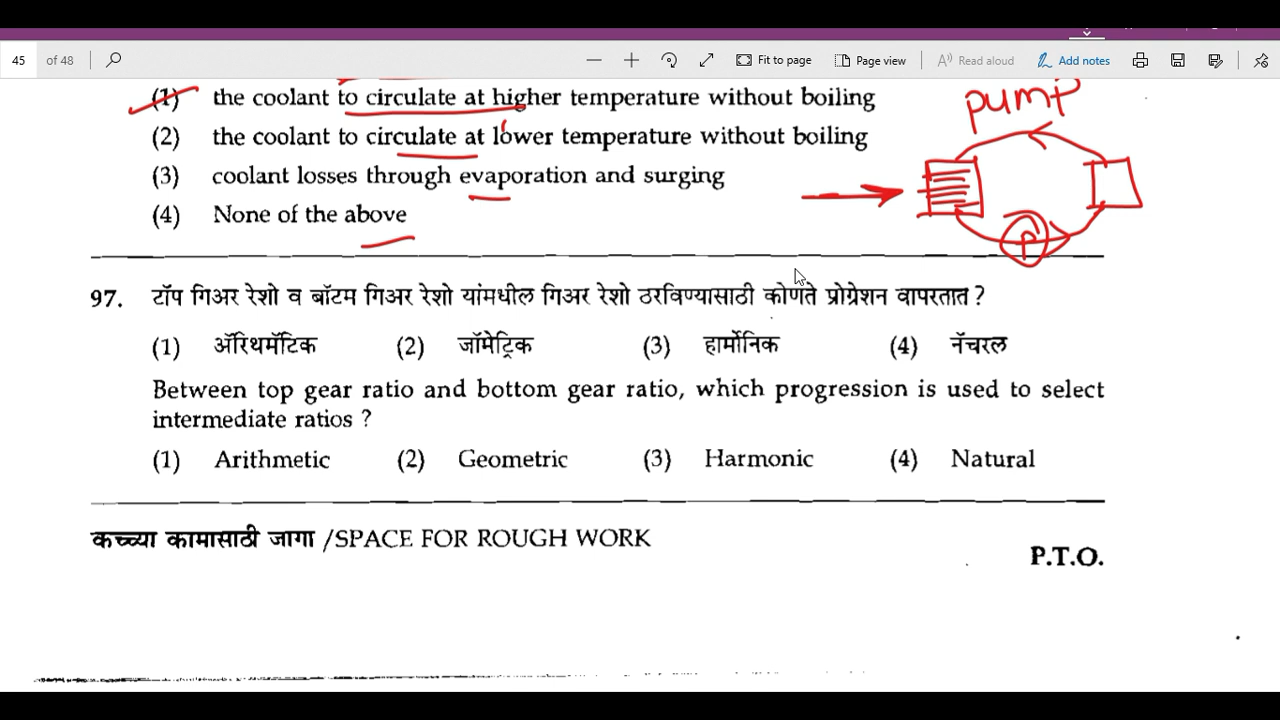 45 of 48 Fit to page Page view Read aloud Add notes
(1) the coolant to circulate at higher temperature without boiling
pump
(2) the coolant to circulate at lower temperature without boiling
(3) coolant losses through evaporation and surging
(4) None of the above
P
97. टॉप गिअर रेशो व बॉटम गिअर रेशो यांमधील गिअर रेशो ठरविण्यासाठी कोणते प्रोग्रेशन वापरतात ?
(1) ॲरिथमॅटिक (2) जॉमेट्रिक (3) हार्मोनिक (4) नॅचरल
Between top gear ratio and bottom gear ratio, which progression is used to select
intermediate ratios ?
(1) Arithmetic (2) Geometric (3) Harmonic (4) Natural
कच्च्या कामासाठी जागा /SPACE FOR ROUGH WORK
P.T.O.